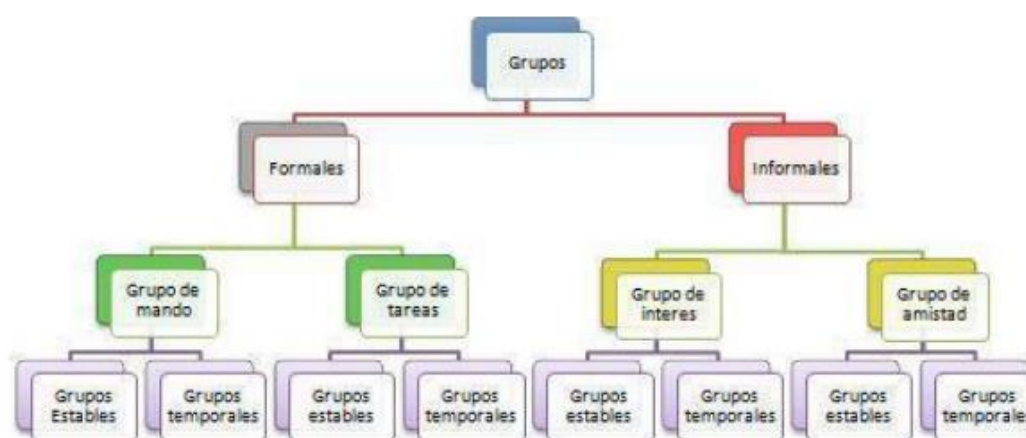 Grupos
Formales
Informales
Grupo de
mando
Grupo de
tareas
Grupo de
interes
Grupo de
amistad
Grupos
Estables
Grupos
temporales
Grupos
estables
Grupos
temporales
Grupos
estables
Grupos
temporales
Grupos
estables
Grupos
temporales